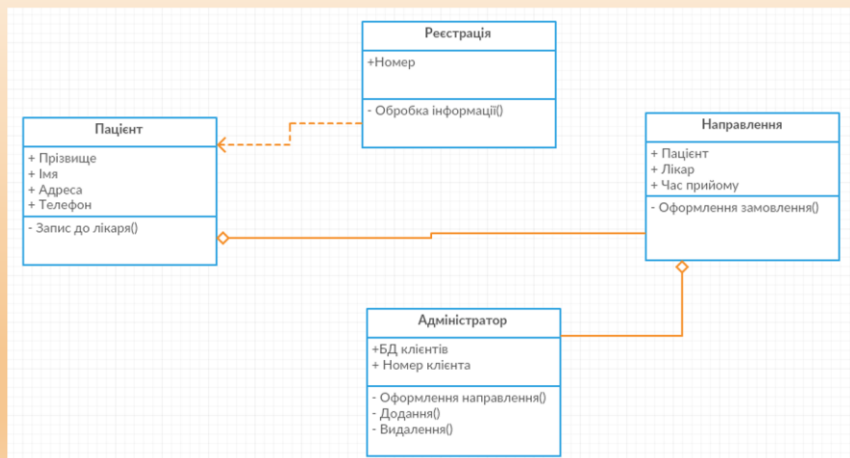 Реєстрація
+Номер
- Обробка інформації()
Пацієнт
+ Прізвище
+ Імя
+ Адреса
+ Телефон
- Запис до лікаря()
Направлення
+ Пацієнт
+ Лікар
+ Час прийому
- Оформлення замовлення()
Адміністратор
+БД клієнтів
+ Номер клієнта
- Оформлення направлення()
- Додання()
- Видалення()